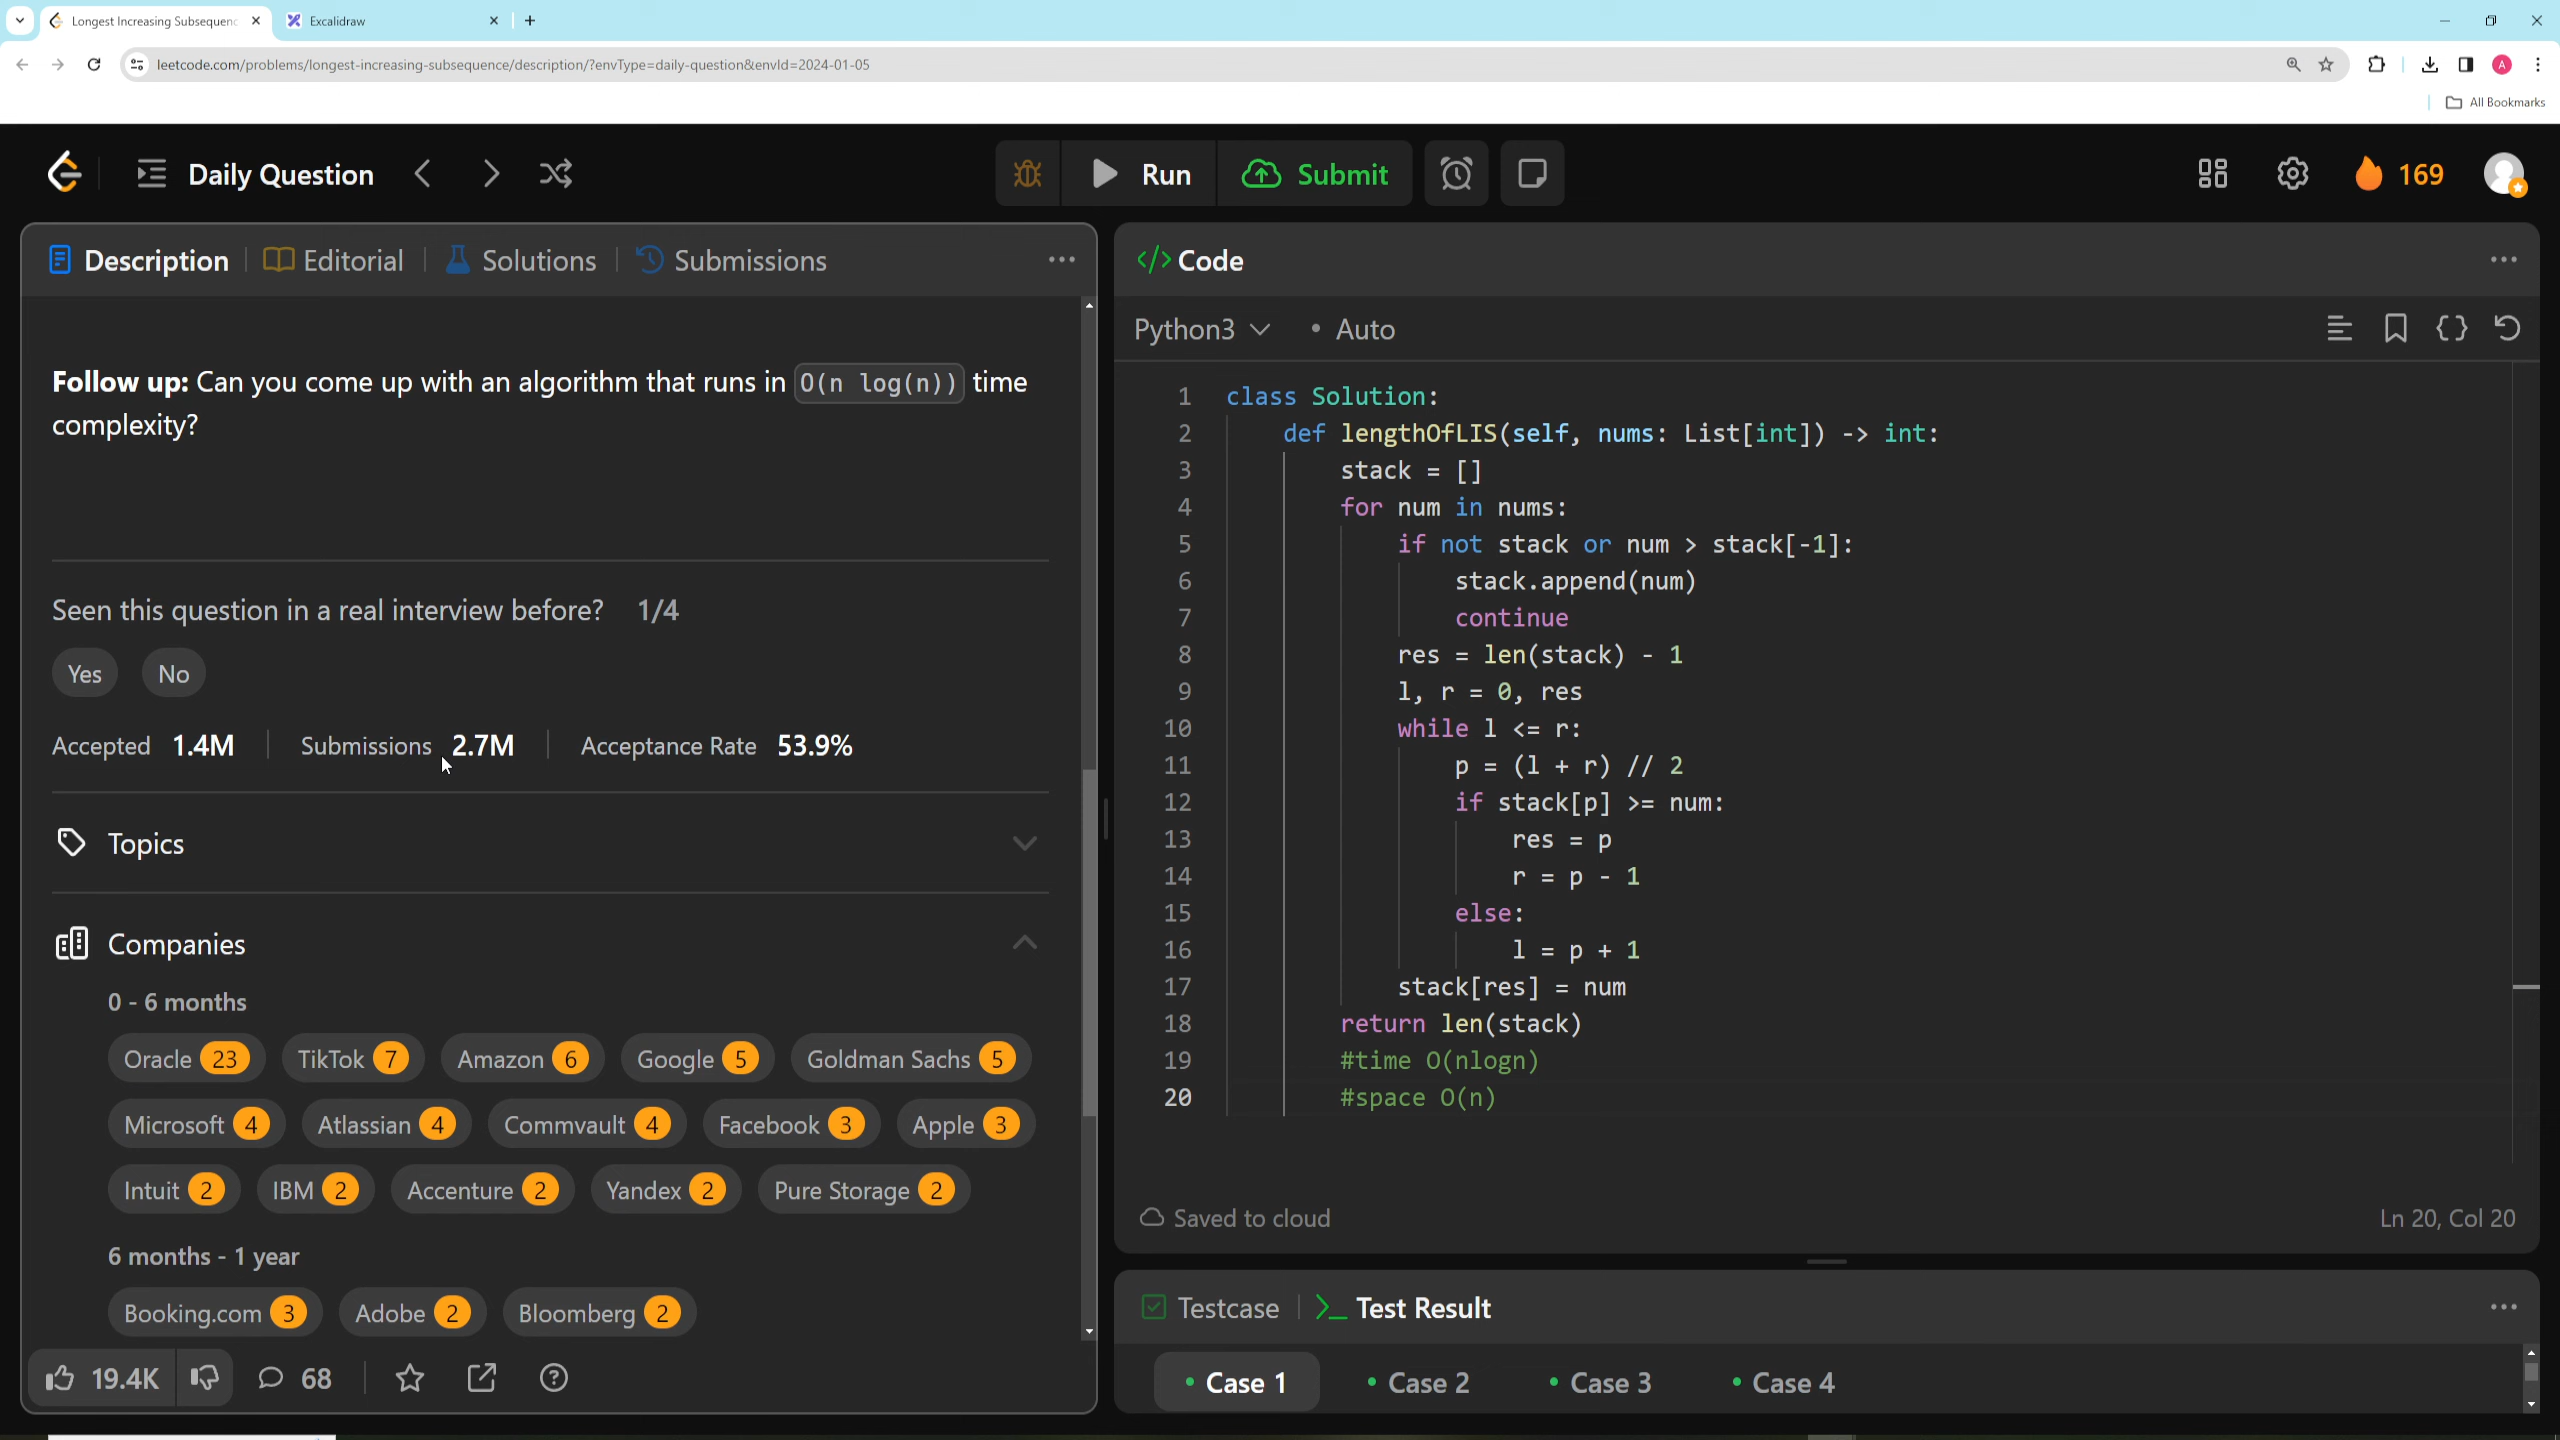 Longest Increasing Subsequenc
Excalidraw
leetcode.com/problems/longest-increasing-subsequence/description/?envType=daily-question&envId=2024-01-05
A
All Bookmarks
Daily Question
Run
Submit
169
Description
Editorial
Solutions
Submissions
Follow up: Can you come up with an algorithm that runs in O(n log(n)) time
complexity?
Seen this question in a real interview before? 1/4
Yes No
Accepted 1.4M Submissions 2.7M Acceptance Rate 53.9%
Topics
Companies
0 - 6 months
Oracle 23 TikTok 7 Amazon 6 Google 5 Goldman Sachs 5
Microsoft 4 Atlassian 4 Commvault 4 Facebook 3 Apple 3
Intuit 2 IBM 2 Accenture 2 Yandex 2 Pure Storage 2
6 months - 1 year
Booking.com 3 Adobe 2 Bloomberg 2
19.4K 68
</> Code
Python3 • Auto
1 class Solution:
2     def lengthOfLIS(self, nums: List[int]) -> int:
3         stack = []
4         for num in nums:
5             if not stack or num > stack[-1]:
6                 stack.append(num)
7                 continue
8             res = len(stack) - 1
9             l, r = 0, res
10             while l <= r:
11                 p = (l + r) // 2
12                 if stack[p] >= num:
13                     res = p
14                     r = p - 1
15                 else:
16                     l = p + 1
17             stack[res] = num
18         return len(stack)
19         #time O(nlogn)
20         #space O(n)
Saved to cloud
Ln 20, Col 20
Testcase
Test Result
• Case 1 • Case 2 • Case 3 • Case 4